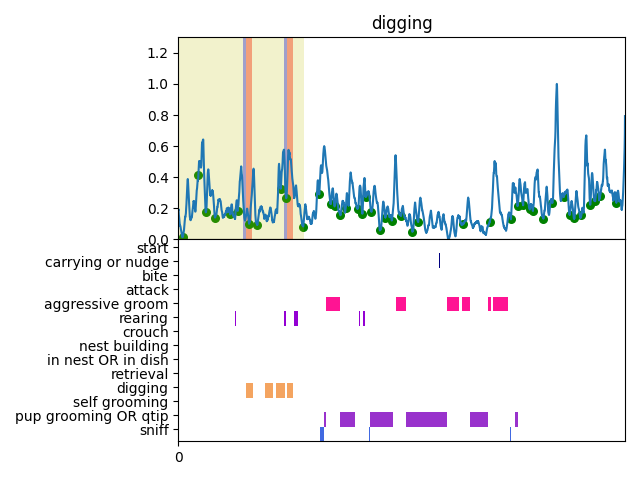 digging
1.2
1.0
0.8
0.6
0.4
0.2
0.0
start
carrying or nudge
bite
attack
aggressive groom
rearing
crouch
nest building
in nest OR in dish
retrieval
digging
self grooming
pup grooming OR qtip
sniff
0